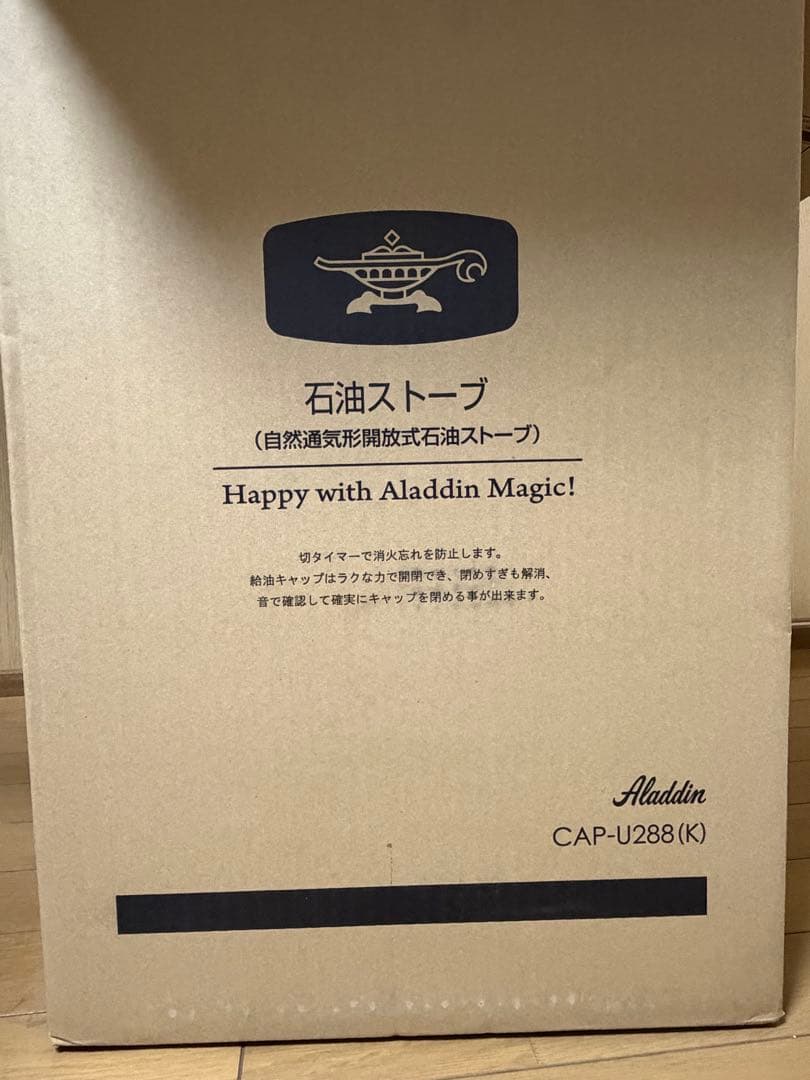 石油ストーブ
(自然通気形開放式石油ストーブ)
Happy with Aladdin Magic!
切タイマーで消火忘れを防止します。
給油キャップはラクな力で開閉でき、閉めすぎも解消、
音で確認して確実にキャップを閉める事が出来ます。
Aladdin
CAP-U288(K)